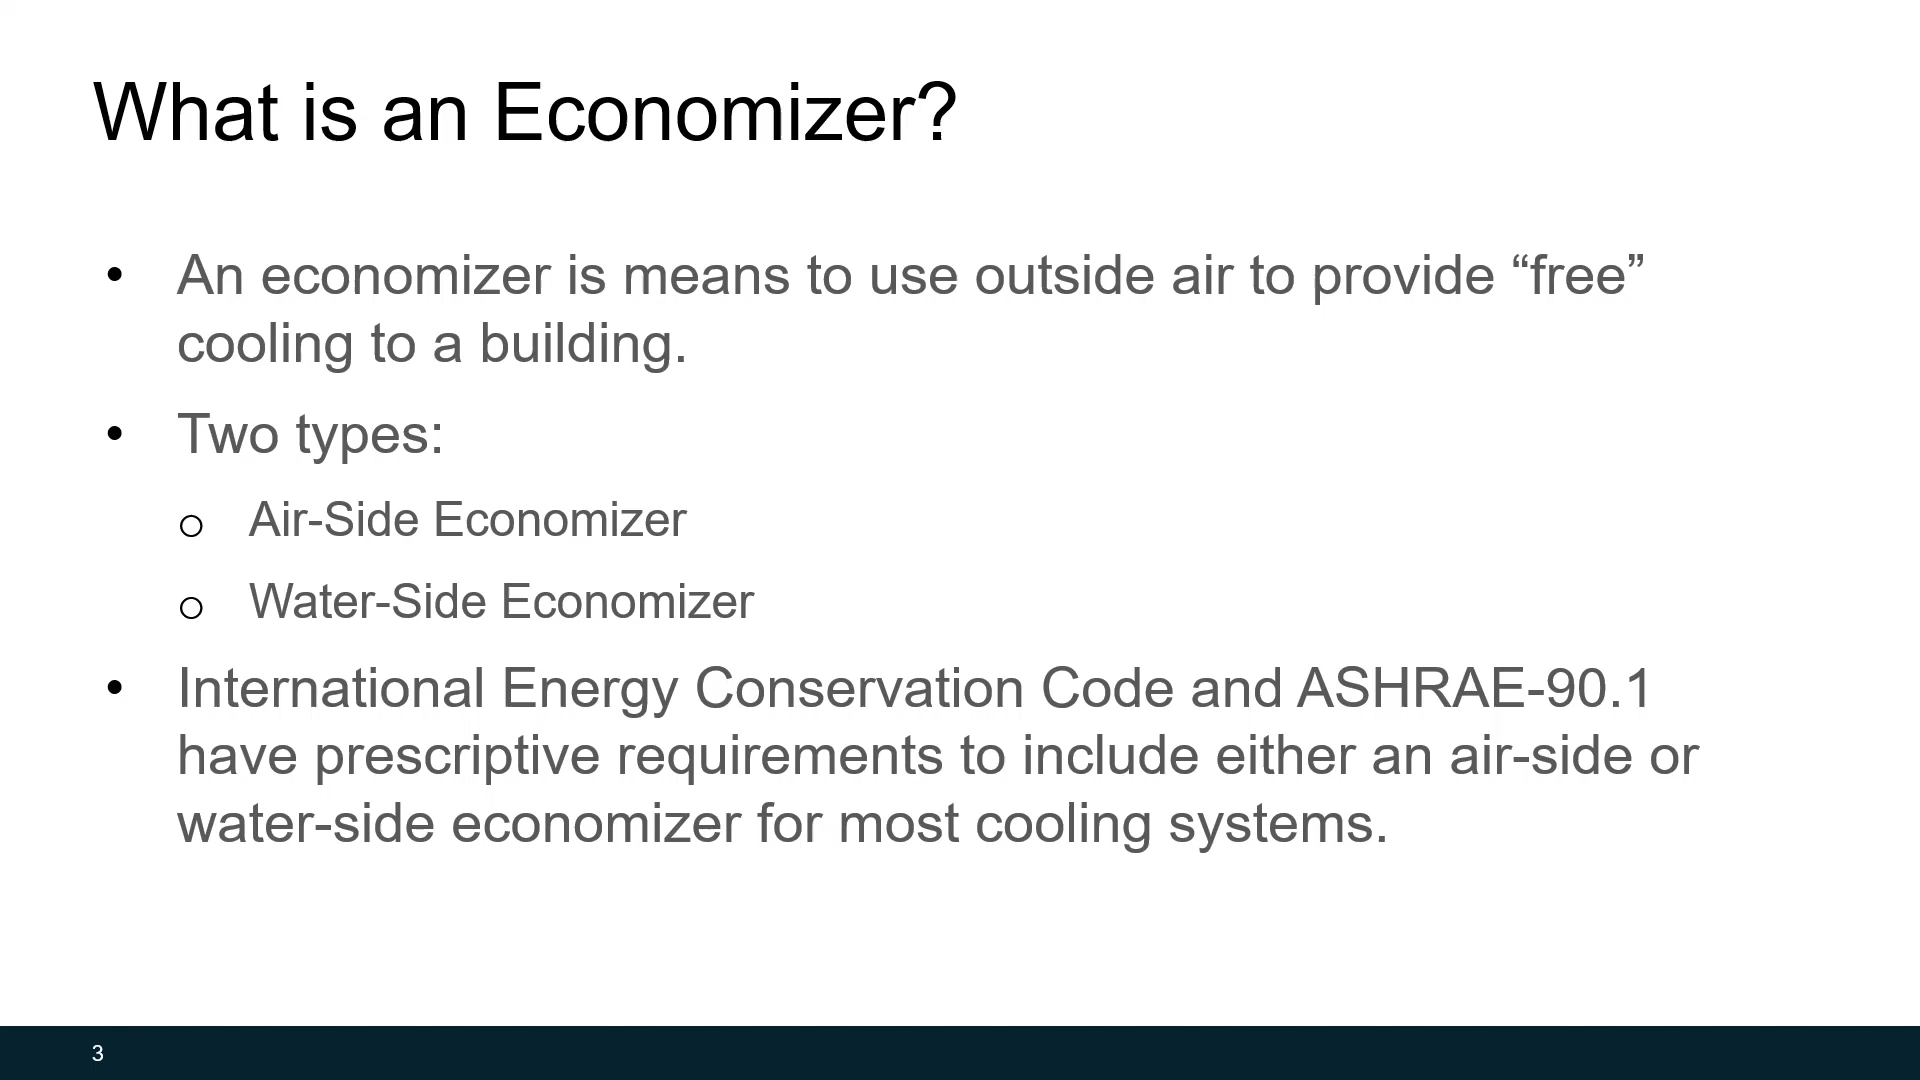 What is an Economizer?
• An economizer is means to use outside air to provide “free”
cooling to a building.
• Two types:
o Air-Side Economizer
o Water-Side Economizer
• International Energy Conservation Code and ASHRAE-90.1
have prescriptive requirements to include either an air-side or
water-side economizer for most cooling systems.
3